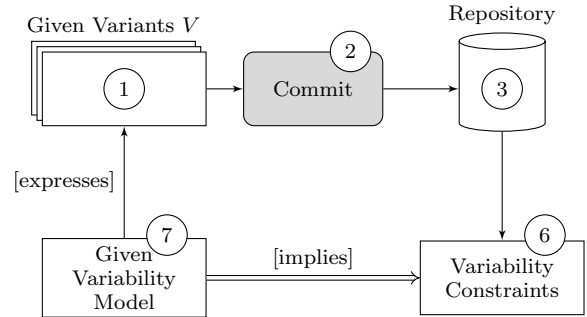 Given Variants V
Repository
1
2
Commit
3
[expresses]
7
Given
Variability
Model
[implies]
6
Variability
Constraints